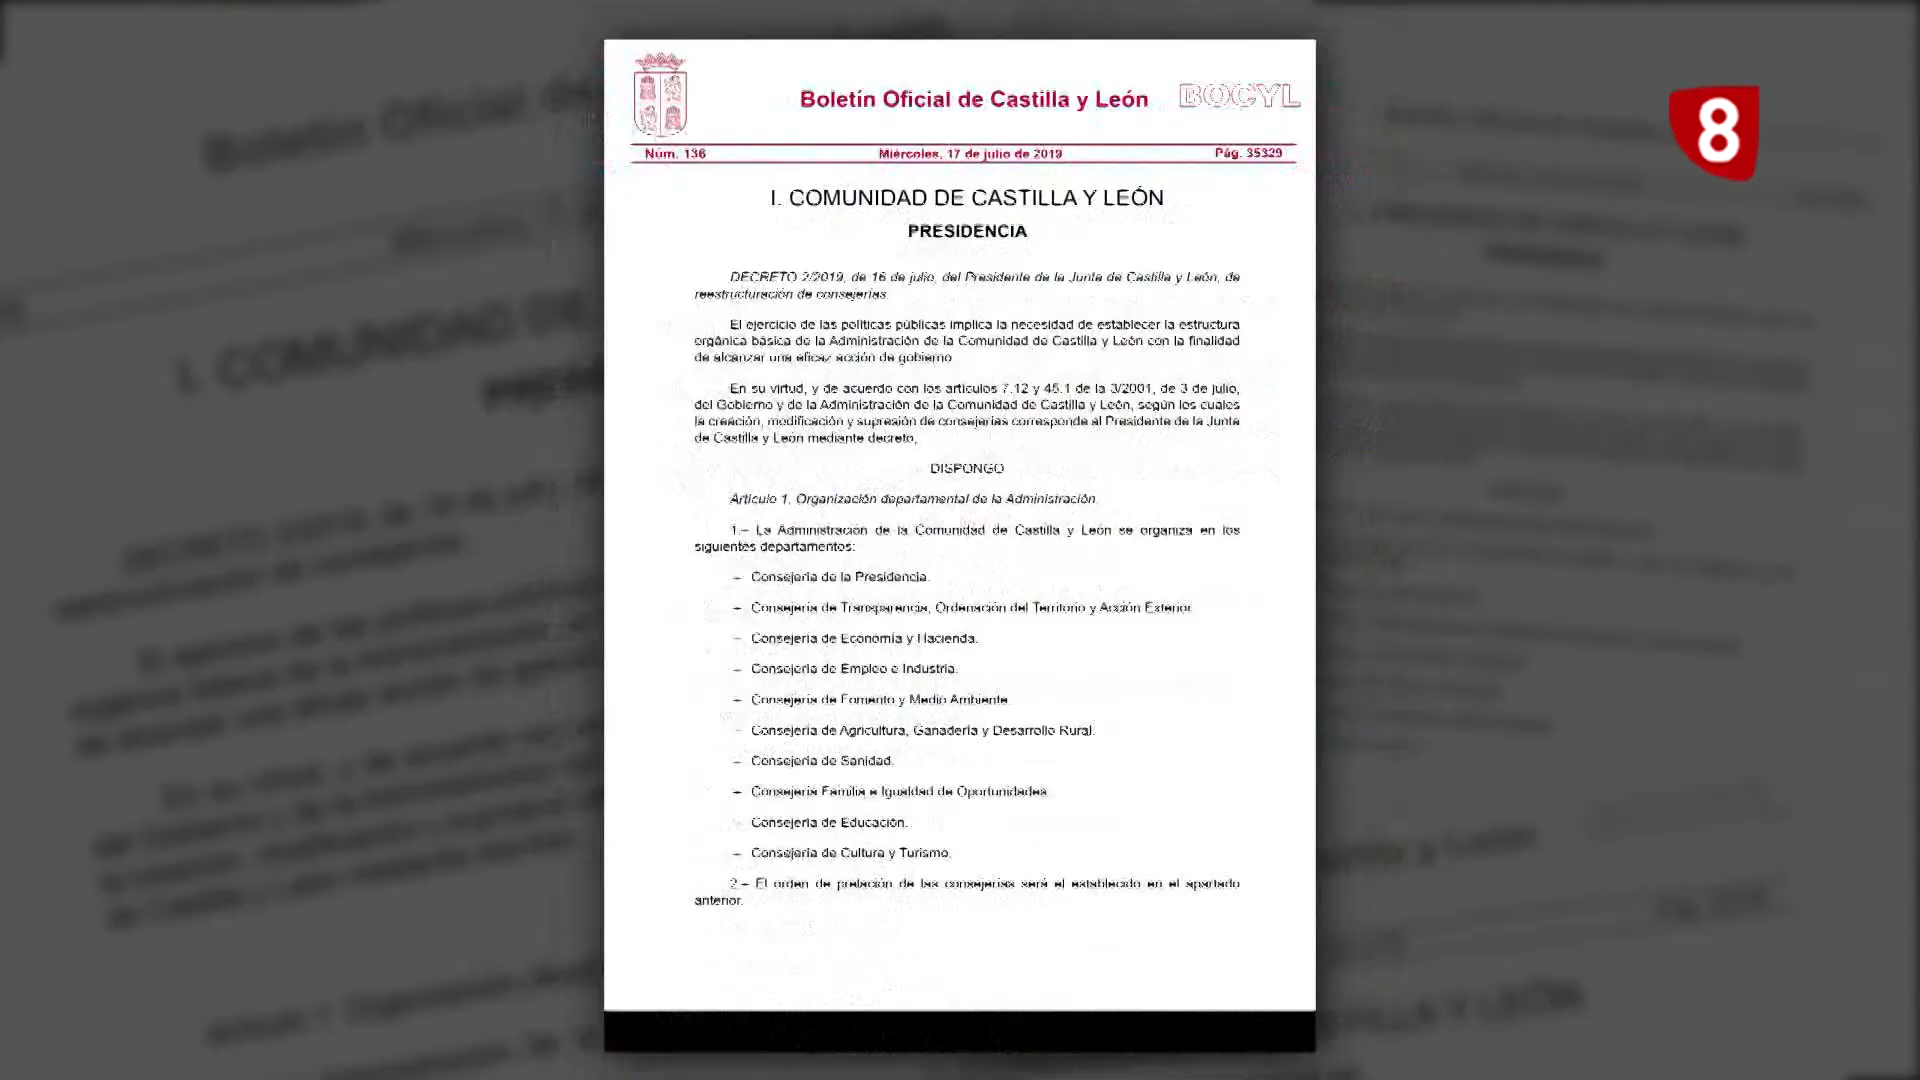 Boletín Oficial de Castilla y León
BOCYL
8
Núm. 136
Miércoles, 17 de julio de 2019
Pág. 35329
I. COMUNIDAD DE CASTILLA Y LEÓN
PRESIDENCIA
DECRETO 2/2019, de 16 de julio, del Presidente de la Junta de Castilla y León, de
reestructuración de consejerías.
El ejercicio de las políticas públicas implica la necesidad de establecer la estructura
orgánica básica de la Administración de la Comunidad de Castilla y León con la finalidad
de alcanzar una eficaz acción de gobierno.
En su virtud, y de acuerdo con los artículos 7.12 y 45.1 de la 3/2001, de 3 de julio,
del Gobierno y de la Administración de la Comunidad de Castilla y León, según los cuales
la creación, modificación y supresión de consejerías corresponde al Presidente de la Junta
de Castilla y León mediante decreto,
DISPONGO
Artículo 1. Organización departamental de la Administración.
1.– La Administración de la Comunidad de Castilla y León se organiza en los
siguientes departamentos:
– Consejería de la Presidencia.
– Consejería de Transparencia, Ordenación del Territorio y Acción Exterior.
– Consejería de Economía y Hacienda.
– Consejería de Empleo e Industria.
– Consejería de Fomento y Medio Ambiente.
– Consejería de Agricultura, Ganadería y Desarrollo Rural.
– Consejería de Sanidad.
– Consejería Familia e Igualdad de Oportunidades.
– Consejería de Educación.
– Consejería de Cultura y Turismo.
2.– El orden de prelación de las consejerías será el establecido en el apartado
anterior.